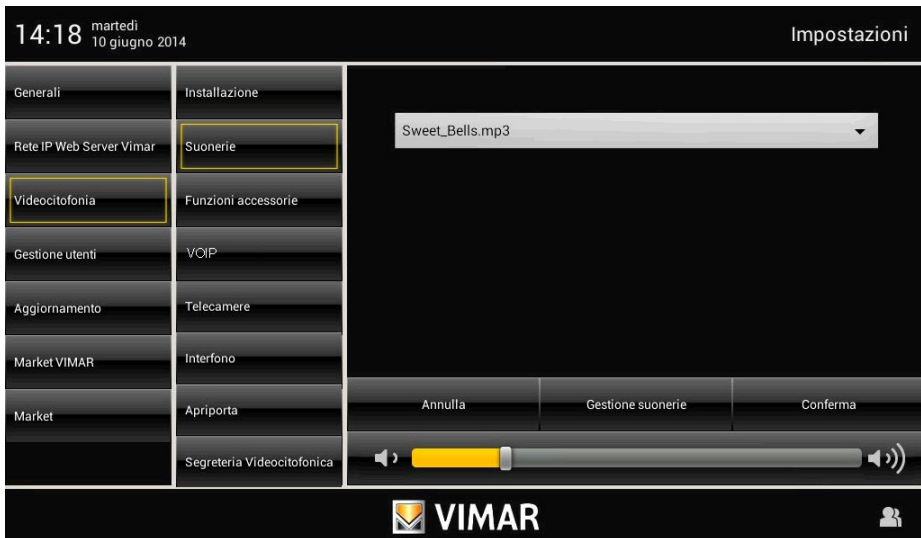 14:18
martedì
10 giugno 2014
Impostazioni
Generali
Rete IP Web Server Vimar
Videocitofonia
Gestione utenti
Aggiornamento
Market VIMAR
Market
Installazione
Suonerie
Funzioni accessorie
VOIP
Telecamere
Interfono
Apriporta
Segreteria Videocitofonica
Sweet_Bells.mp3
Annulla
Gestione suonerie
Conferma
VIMAR